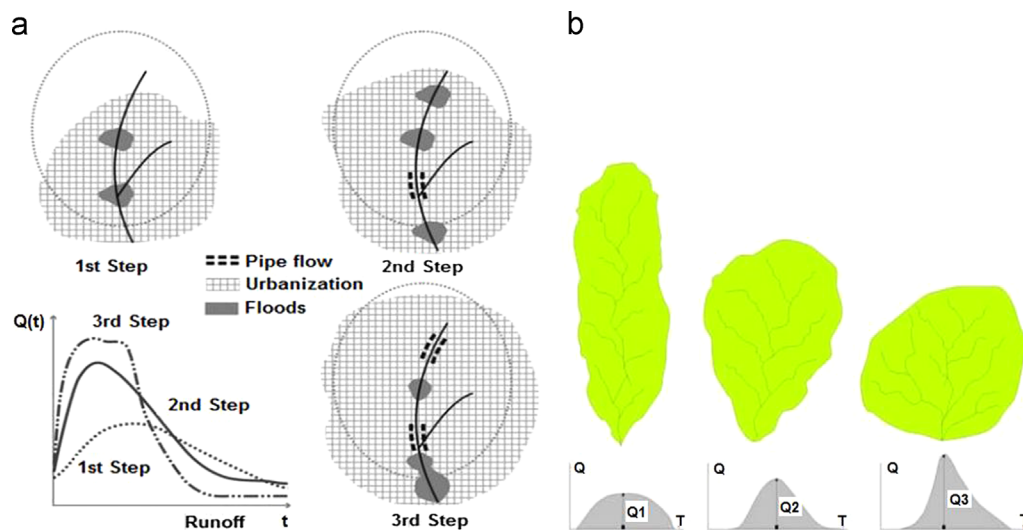 a
b
1st Step
2nd Step
Pipe flow
Urbanization
Floods
Q(t)
3rd Step
2nd Step
1st Step
Runoff t
3rd Step
Q
Q1
T
Q
Q2
T
Q
Q3
T